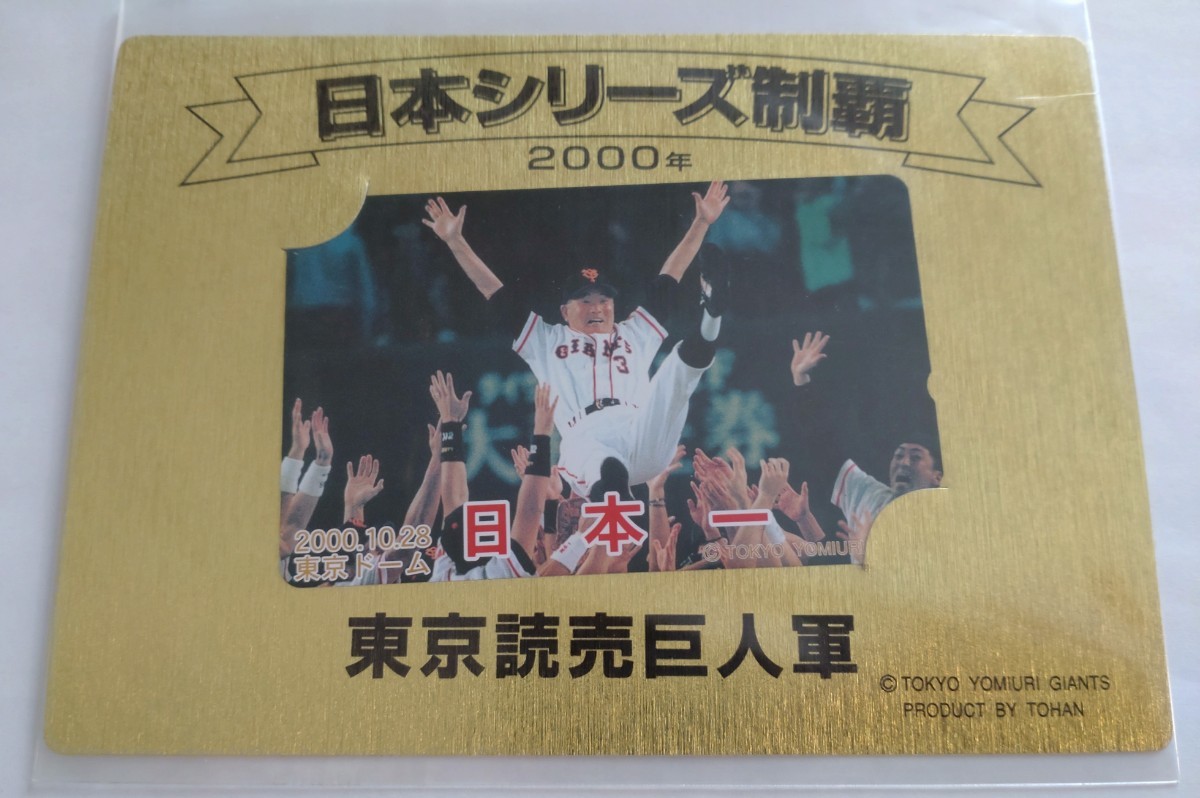 日本シリーズ制覇
2000年
GIANTS
3
2000.10.28
東京ドーム
日本一
© TOKYO YOMIURI
東京読売巨人軍
© TOKYO YOMIURI GIANTS
PRODUCT BY TOHAN